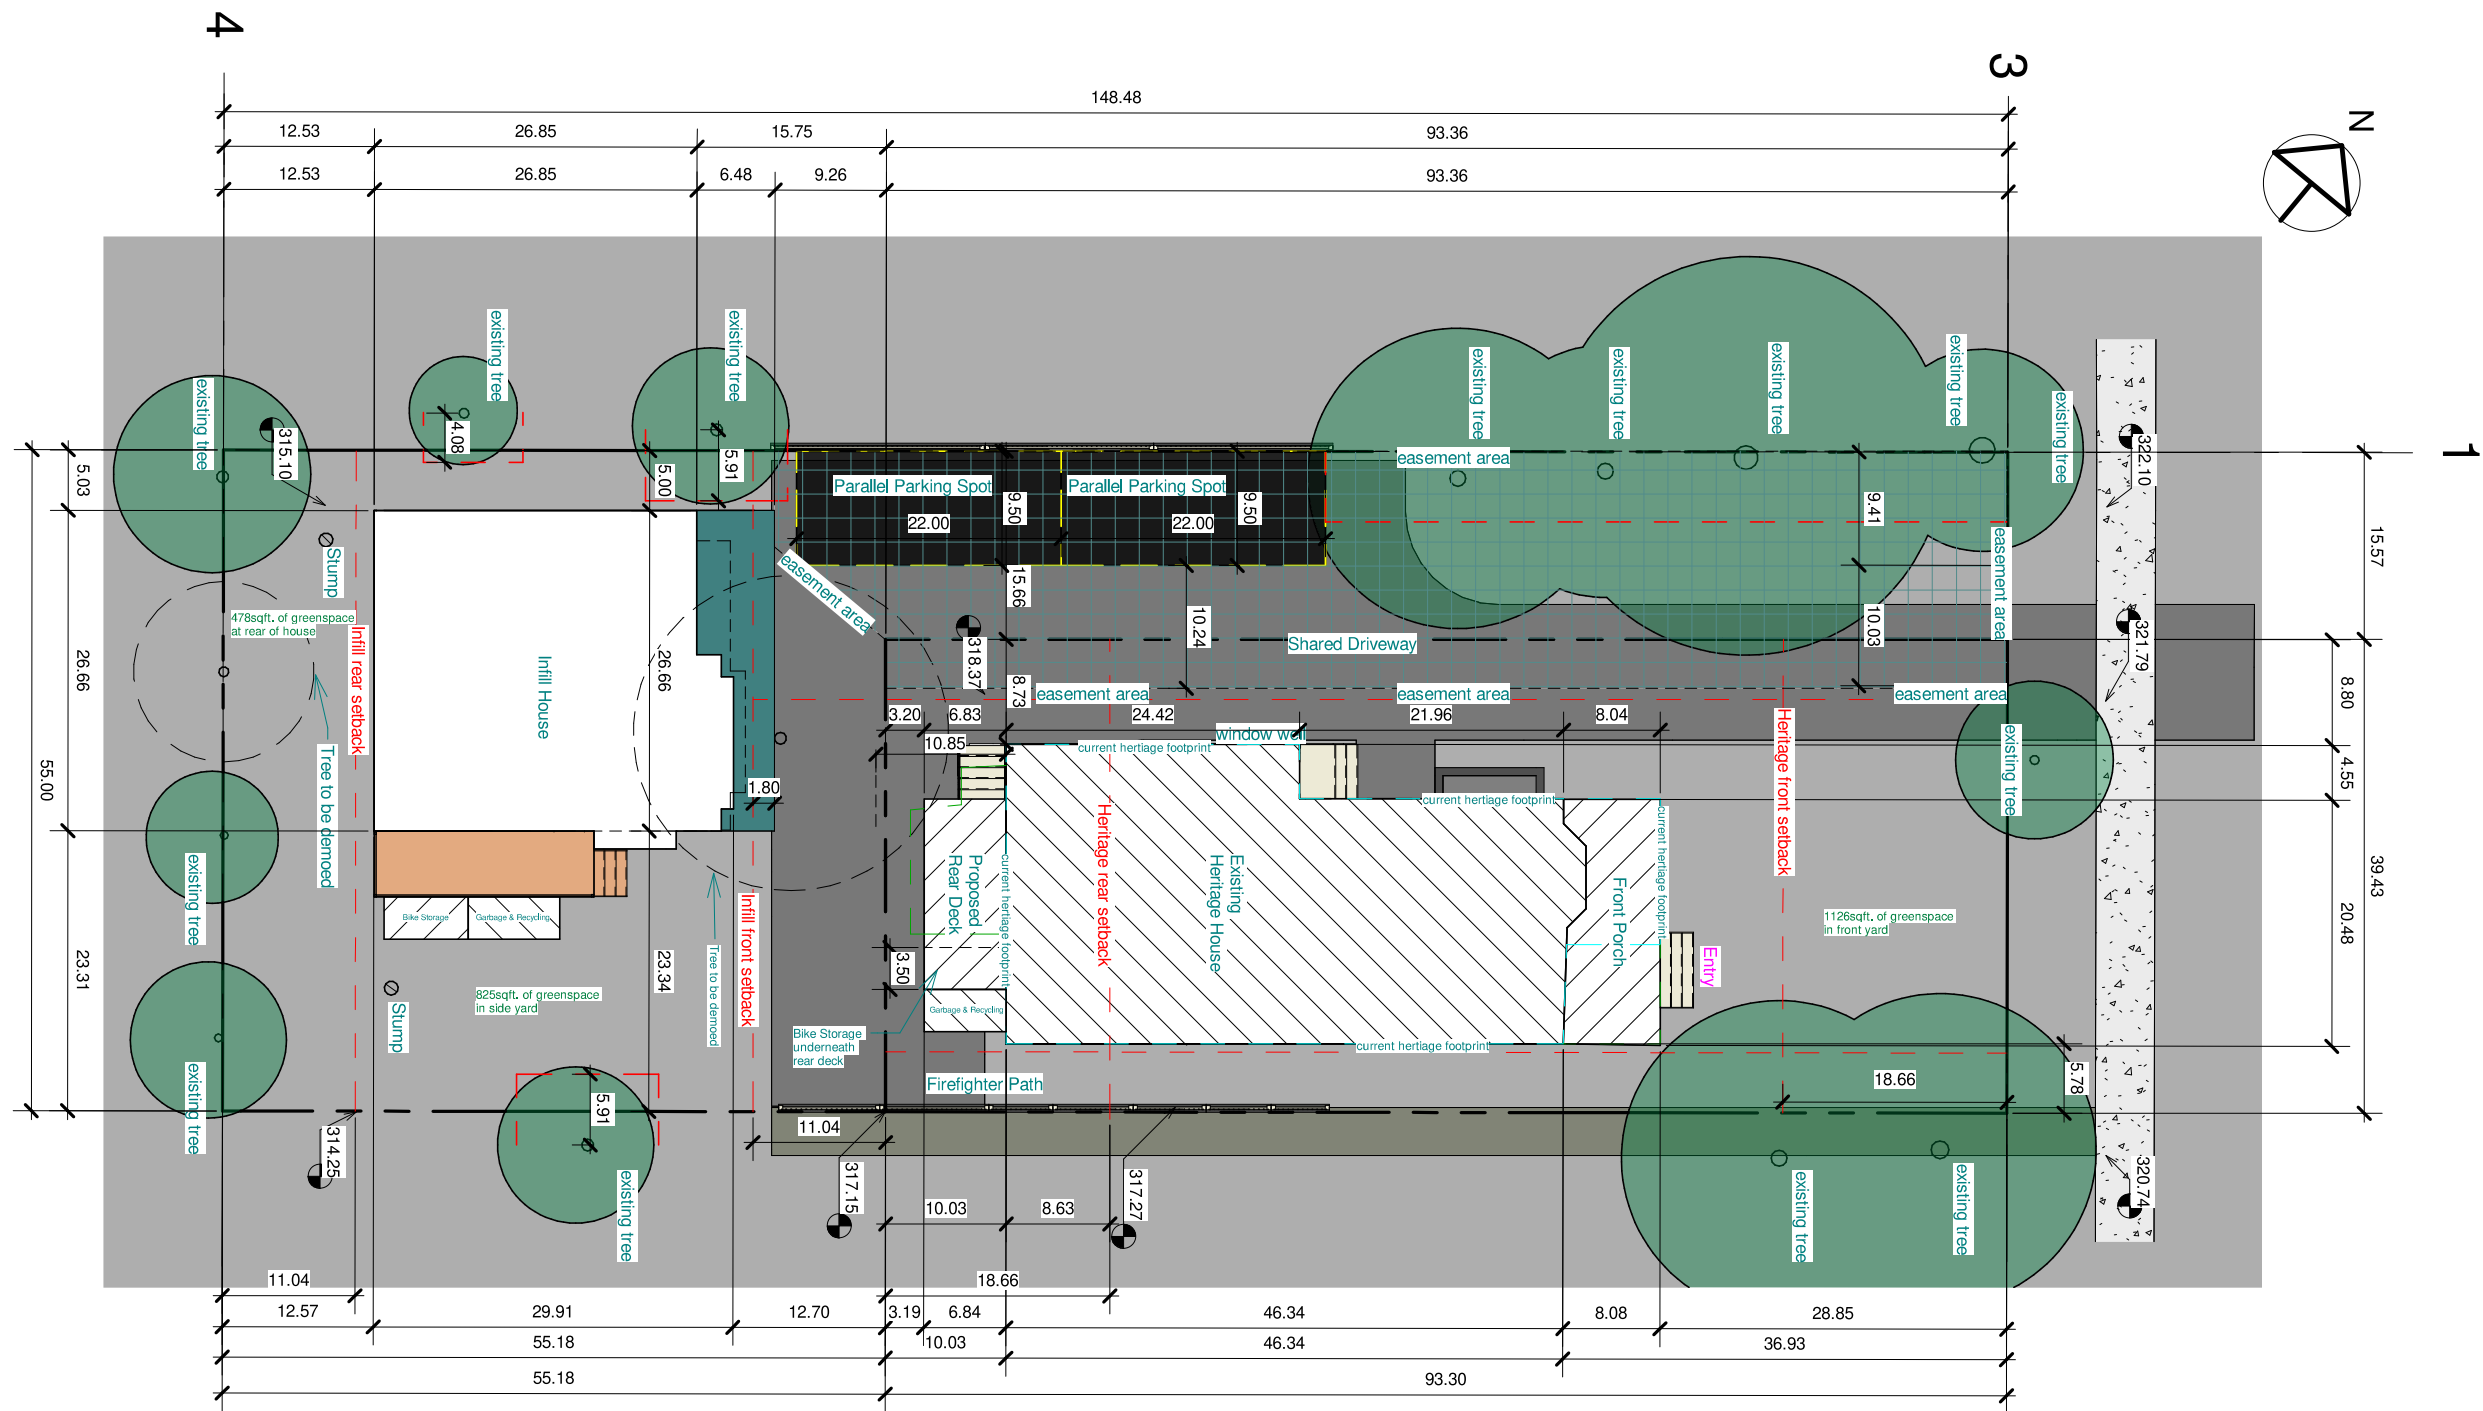 4
3
N
1
148.48
12.53
26.85
15.75
93.36
12.53
26.85
6.48
9.26
93.36
existing tree
existing tree
existing tree
existing tree
existing tree
existing tree
existing tree
existing tree
315.10
4.08
5.91
5.00
5.03
easement area
322.10
Parallel Parking Spot
Parallel Parking Spot
9.50
9.50
22.00
22.00
9.41
15.57
Stump
easement area
15.66
10.24
10.03
easement area
478sqft. of greenspace
at rear of house
Infill rear setback
Infill House
26.66
26.66
318.37
Shared Driveway
321.79
8.73
easement area
easement area
easement area
8.80
3.20
6.83
24.42
21.96
8.04
window well
10.85
current hertiage footprint
Heritage front setback
existing tree
Tree to be demoed
55.00
1.80
4.55
current hertiage footprint
current hertiage footprint
Heritage rear setback
existing tree
Proposed
Rear Deck
current hertiage footprint
Existing
Heritage House
Front Porch
39.43
20.48
1126sqft. of greenspace
in front yard
Bike Storage
Garbage & Recycling
Infill front setback
Tree to be demoed
Entry
23.31
23.34
3.50
825sqft. of greenspace
in side yard
Stump
Garbage & Recycling
Bike Storage
underneath
rear deck
current hertiage footprint
Firefighter Path
18.66
5.78
existing tree
5.91
314.25
11.04
317.15
317.27
320.74
existing tree
existing tree
existing tree
10.03
8.63
11.04
18.66
12.57
29.91
12.70
3.19
6.84
46.34
8.08
28.85
55.18
10.03
46.34
36.93
55.18
93.30